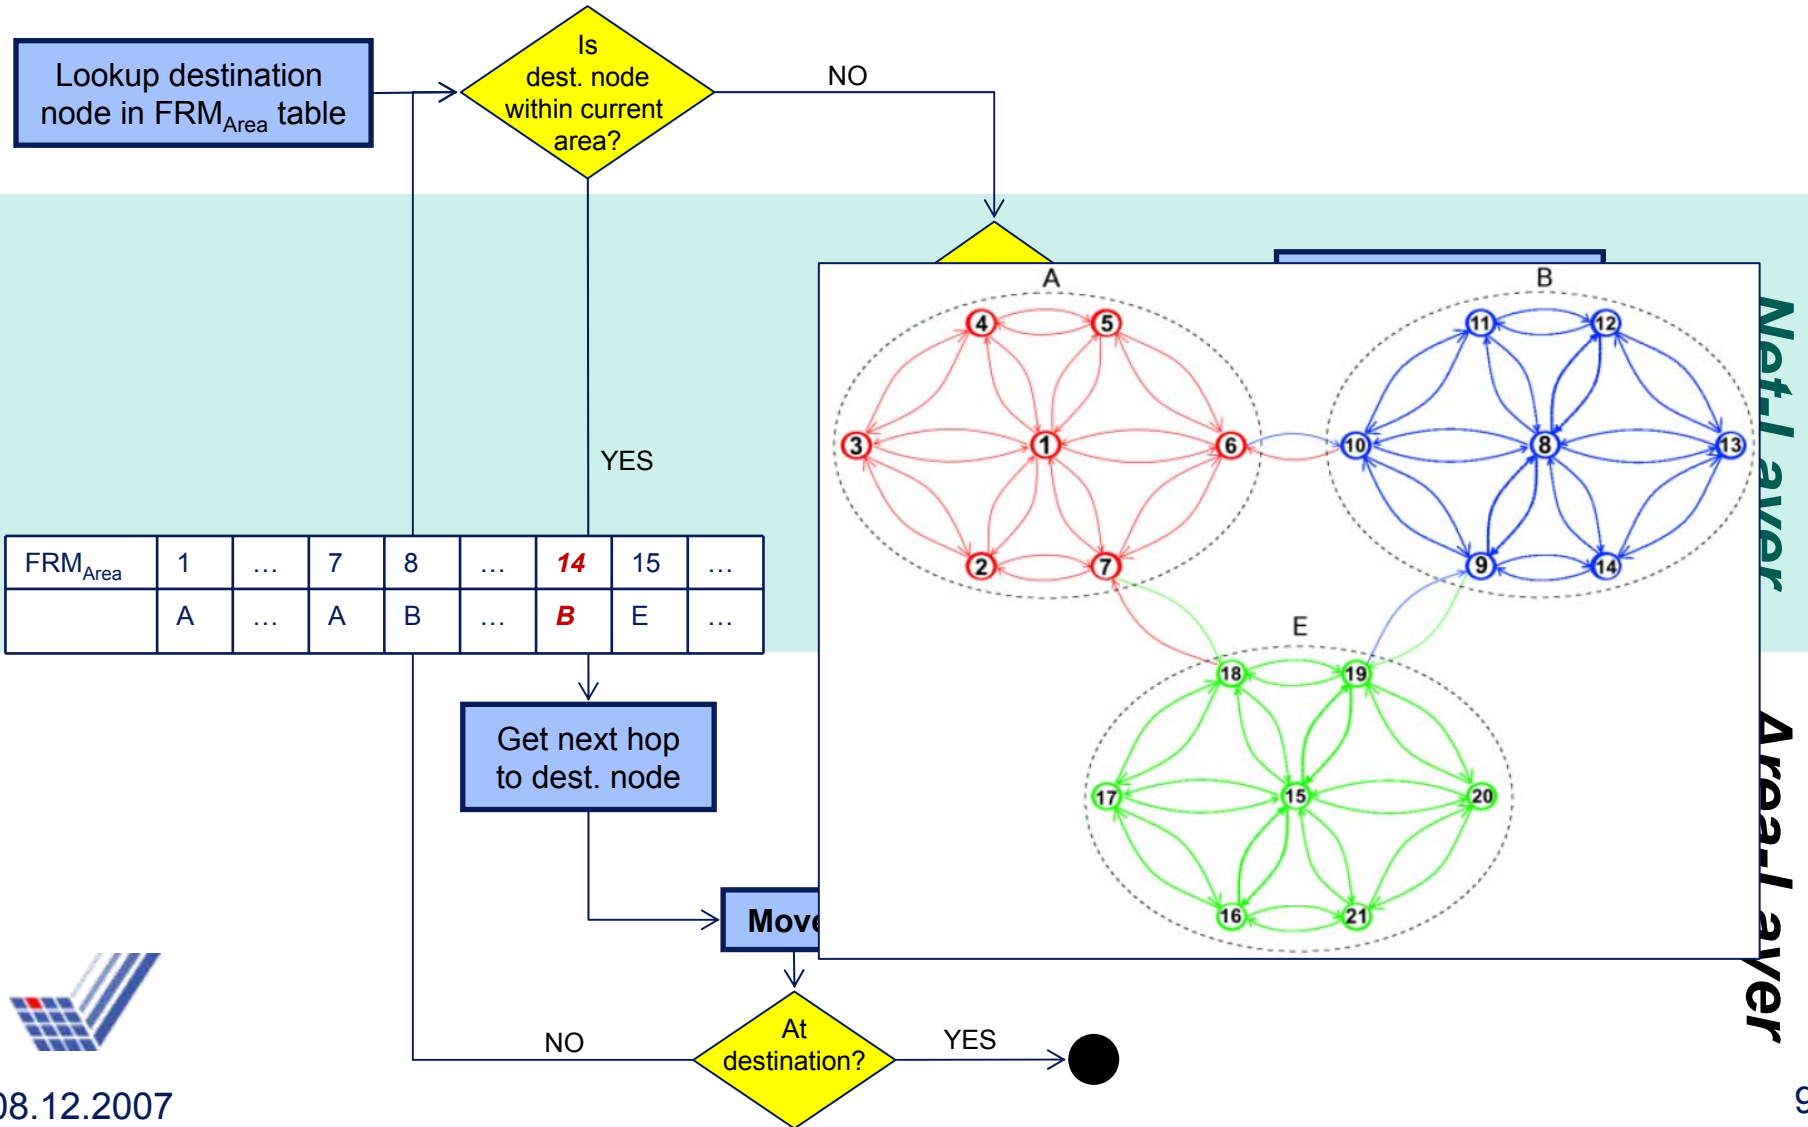 Lookup destination
node in FRMArea table
Is
dest. node
within current
area?
NO
YES
FRMArea 1 … 7 8 … 14 15 …
A … A B … B E …
Get next hop
to dest. node
At
destination?
NO
YES
A
4
5
3
1
6
2
7
B
11
12
10
8
13
9
14
E
18
19
17
15
20
16
21
Net-Layer
Area-Layer
08.12.2007
9